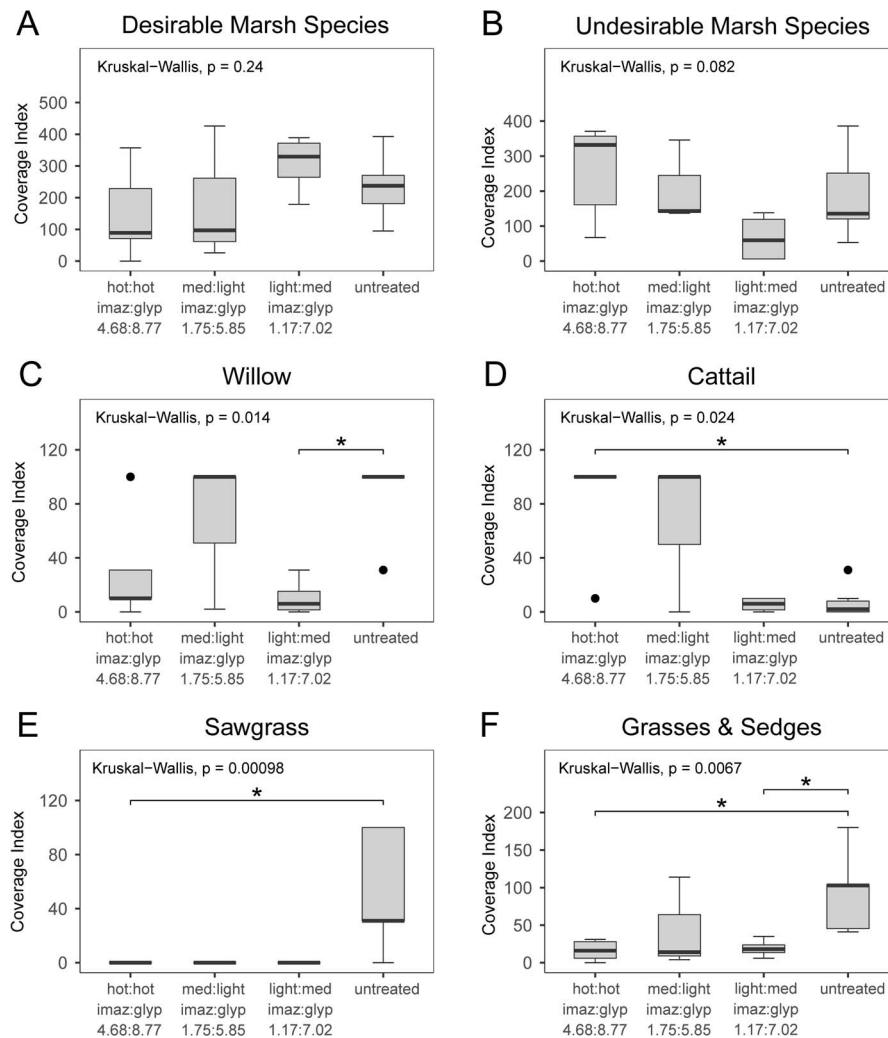 A
Desirable Marsh Species
Kruskal−Wallis, p = 0.24
Coverage Index
500
400
300
200
100
0
hot:hot med:light light:med untreated
imaz:glyp imaz:glyp imaz:glyp
4.68:8.77 1.75:5.85 1.17:7.02
B
Undesirable Marsh Species
Kruskal−Wallis, p = 0.082
Coverage Index
400
300
200
100
0
hot:hot med:light light:med untreated
imaz:glyp imaz:glyp imaz:glyp
4.68:8.77 1.75:5.85 1.17:7.02
C
Willow
Kruskal−Wallis, p = 0.014
*
Coverage Index
120
80
40
0
hot:hot med:light light:med untreated
imaz:glyp imaz:glyp imaz:glyp
4.68:8.77 1.75:5.85 1.17:7.02
D
Cattail
Kruskal−Wallis, p = 0.024
*
Coverage Index
120
80
40
0
hot:hot med:light light:med untreated
imaz:glyp imaz:glyp imaz:glyp
4.68:8.77 1.75:5.85 1.17:7.02
E
Sawgrass
Kruskal−Wallis, p = 0.00098
*
Coverage Index
120
80
40
0
hot:hot med:light light:med untreated
imaz:glyp imaz:glyp imaz:glyp
4.68:8.77 1.75:5.85 1.17:7.02
F
Grasses & Sedges
Kruskal−Wallis, p = 0.0067
*
*
Coverage Index
200
150
100
50
0
hot:hot med:light light:med untreated
imaz:glyp imaz:glyp imaz:glyp
4.68:8.77 1.75:5.85 1.17:7.02